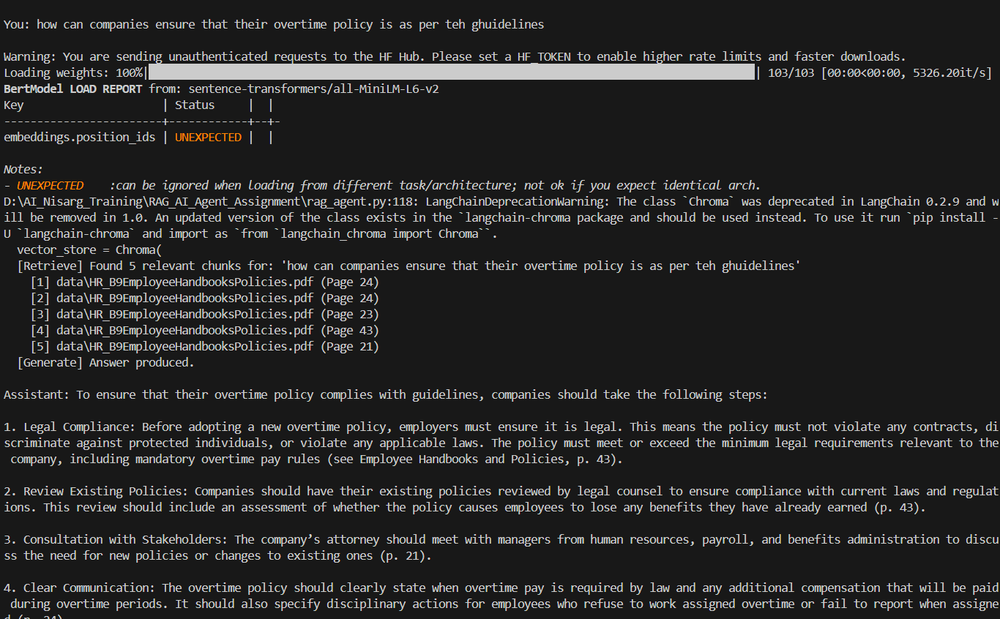 You: how can companies ensure that their overtime policy is as per teh ghuidelines
Warning: You are sending unauthenticated requests to the HF Hub. Please set a HF_TOKEN to enable higher rate limits and faster downloads.
Loading weights: 100%|██████████| 103/103 [00:00<00:00, 5326.20it/s]
BertModel LOAD REPORT from: sentence-transformers/all-MiniLM-L6-v2
Key                     | Status     |  |
------------------------+------------+--+-
embeddings.position_ids | UNEXPECTED |  |
Notes:
- UNEXPECTED    :can be ignored when loading from different task/architecture; not ok if you expect identical arch.
D:\AI_Nisarg_Training\RAG_AI_Agent_Assignment\rag_agent.py:118: LangChainDeprecationWarning: The class `Chroma` was deprecated in LangChain 0.2.9 and w
ill be removed in 1.0. An updated version of the class exists in the `langchain-chroma package and should be used instead. To use it run `pip install -
U `langchain-chroma` and import as `from `langchain_chroma import Chroma``.
  vector_store = Chroma(
  [Retrieve] Found 5 relevant chunks for: 'how can companies ensure that their overtime policy is as per teh ghuidelines'
    [1] data\HR_B9EmployeeHandbooksPolicies.pdf (Page 24)
    [2] data\HR_B9EmployeeHandbooksPolicies.pdf (Page 24)
    [3] data\HR_B9EmployeeHandbooksPolicies.pdf (Page 23)
    [4] data\HR_B9EmployeeHandbooksPolicies.pdf (Page 43)
    [5] data\HR_B9EmployeeHandbooksPolicies.pdf (Page 21)
  [Generate] Answer produced.
Assistant: To ensure that their overtime policy complies with guidelines, companies should take the following steps:
1. Legal Compliance: Before adopting a new overtime policy, employers must ensure it is legal. This means the policy must not violate any contracts, di
scriminate against protected individuals, or violate any applicable laws. The policy must meet or exceed the minimum legal requirements relevant to the
 company, including mandatory overtime pay rules (see Employee Handbooks and Policies, p. 43).
2. Review Existing Policies: Companies should have their existing policies reviewed by legal counsel to ensure compliance with current laws and regulat
ions. This review should include an assessment of whether the policy causes employees to lose any benefits they have already earned (p. 43).
3. Consultation with Stakeholders: The company’s attorney should meet with managers from human resources, payroll, and benefits administration to discu
ss the need for new policies or changes to existing ones (p. 21).
4. Clear Communication: The overtime policy should clearly state when overtime pay is required by law and any additional compensation that will be paid
 during overtime periods. It should also specify disciplinary actions for employees who refuse to work assigned overtime or fail to report when assigne
d (p. 24).